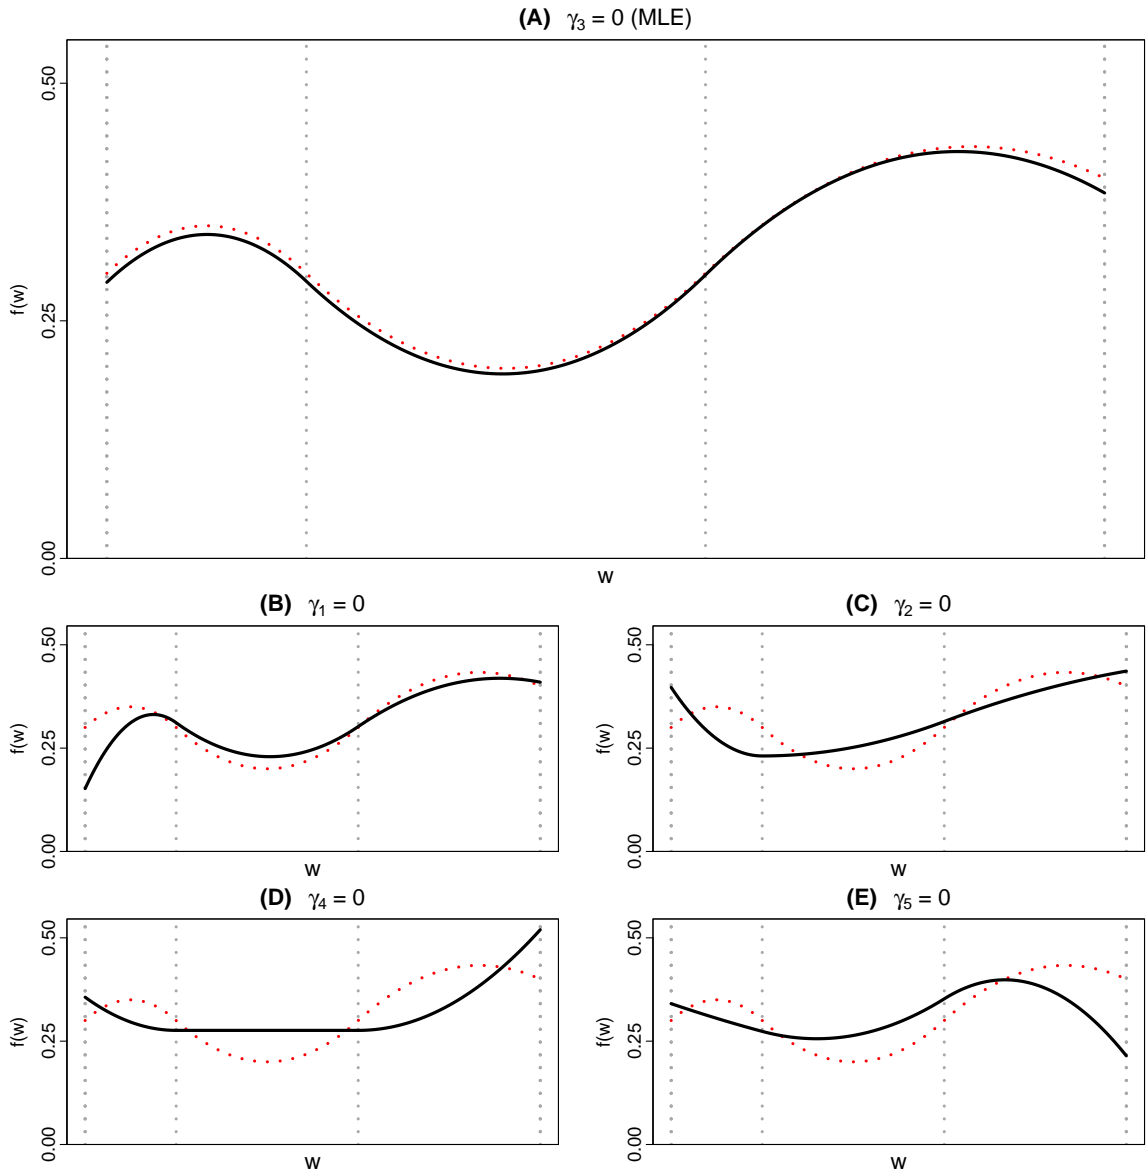 (A) γ3 = 0 (MLE)
0.50
0.25
0.00
f(w)
w
(B) γ1 = 0
0.50
0.25
0.00
f(w)
w
(C) γ2 = 0
0.50
0.25
0.00
f(w)
w
(D) γ4 = 0
0.50
0.25
0.00
f(w)
w
(E) γ5 = 0
0.50
0.25
0.00
f(w)
w